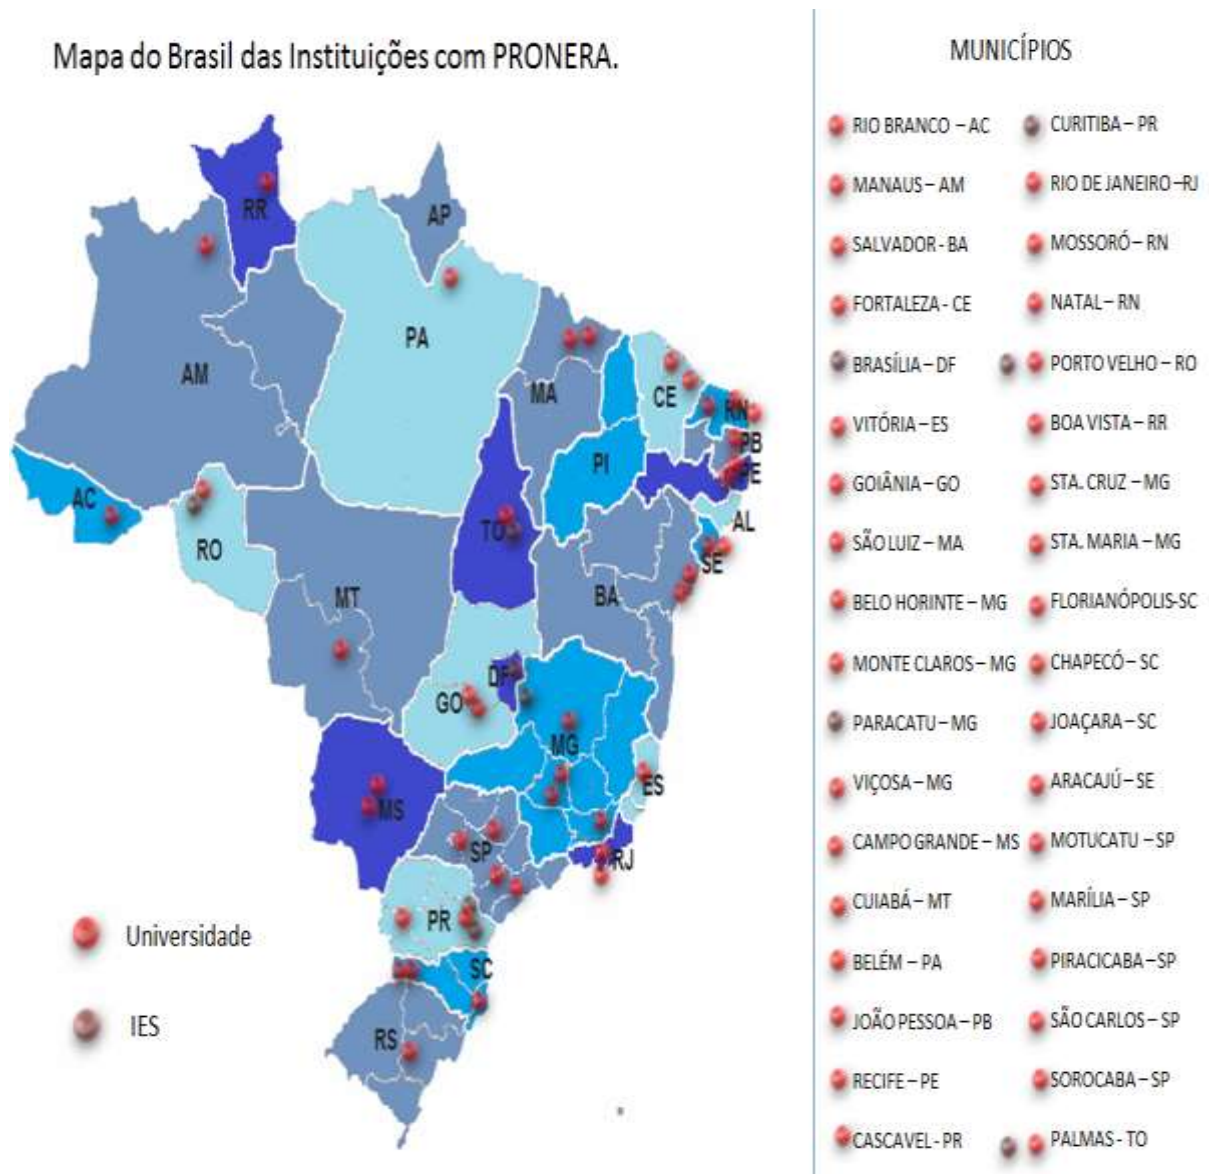 Mapa do Brasil das Instituições com PRONERA.
RR
AP
PA
AM
MA
CE
RN
PB
PE
PI
AL
SE
AC
RO
TO
BA
MT
DF
GO
MG
ES
MS
SP
RJ
PR
SC
RS
Universidade
IES
MUNICÍPIOS
RIO BRANCO – AC
MANAUS – AM
SALVADOR - BA
FORTALEZA - CE
BRASÍLIA – DF
VITÓRIA – ES
GOIÂNIA – GO
SÃO LUIZ – MA
BELO HORINTE – MG
MONTE CLAROS – MG
PARACATU – MG
VIÇOSA – MG
CAMPO GRANDE – MS
CUIABÁ – MT
BELÉM – PA
JOÃO PESSOA – PB
RECIFE – PE
CASCAVEL - PR
CURITIBA – PR
RIO DE JANEIRO –RJ
MOSSORÓ – RN
NATAL – RN
PORTO VELHO – RO
BOA VISTA – RR
STA. CRUZ – MG
STA. MARIA – MG
FLORIANÓPOLIS-SC
CHAPECÓ – SC
JOAÇARA – SC
ARACAJÚ – SE
MOTUCATU – SP
MARÍLIA – SP
PIRACICABA – SP
SÃO CARLOS – SP
SOROCABA – SP
PALMAS - TO